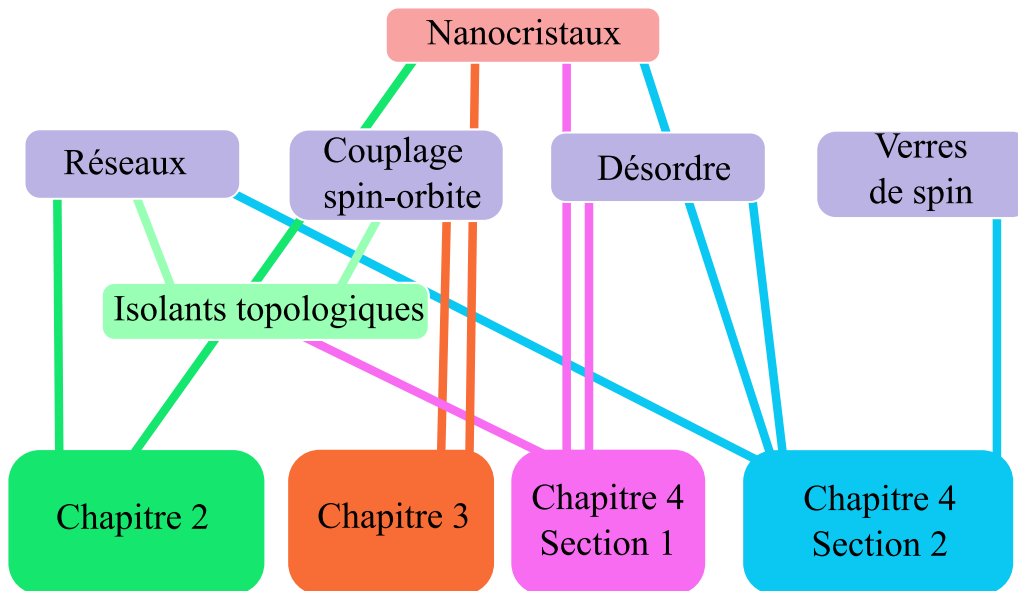 Nanocristaux
Réseaux
Couplage
spin-orbite
Désordre
Verres
de spin
Isolants topologiques
Chapitre 2
Chapitre 3
Chapitre 4
Section 1
Chapitre 4
Section 2